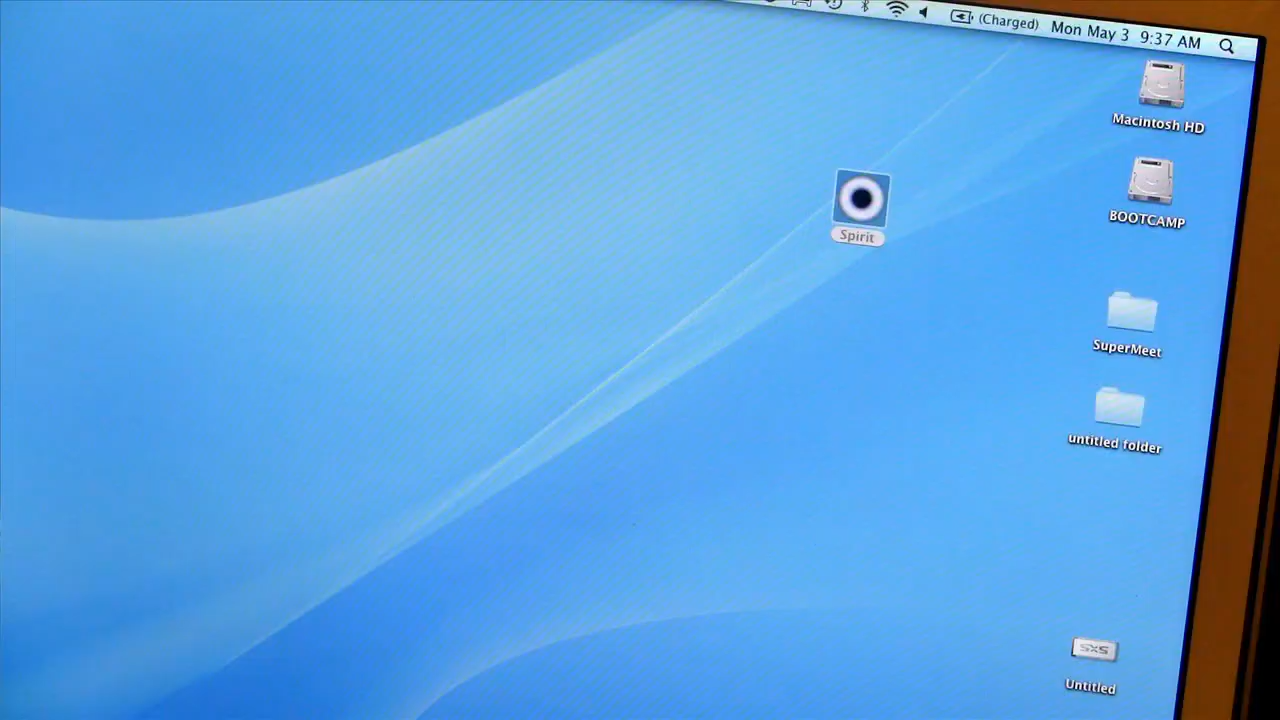 (Charged) Mon May 3 9:37 AM
Macintosh HD
BOOTCAMP
Spirit
SuperMeet
untitled folder
SXS
Untitled